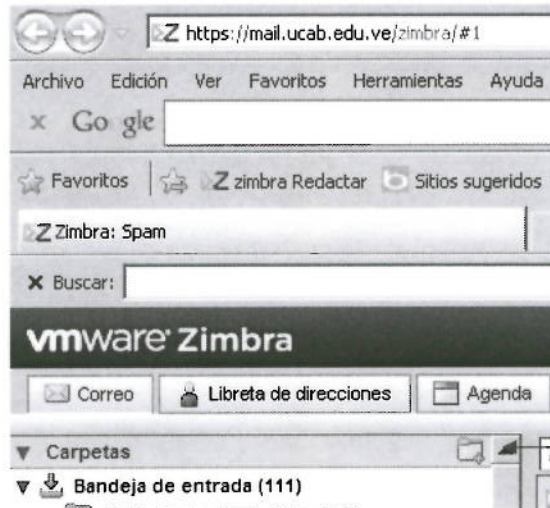 Z https://mail.ucab.edu.ve/zimbra/#1
Archivo Edición Ver Favoritos Herramientas Ayuda
x Go gle
Favoritos Z zimbra Redactar Sitios sugeridos
Z Zimbra: Spam
X Buscar:
vmware Zimbra
Correo Libreta de direcciones Agenda
Carpetas
Bandeja de entrada (111)